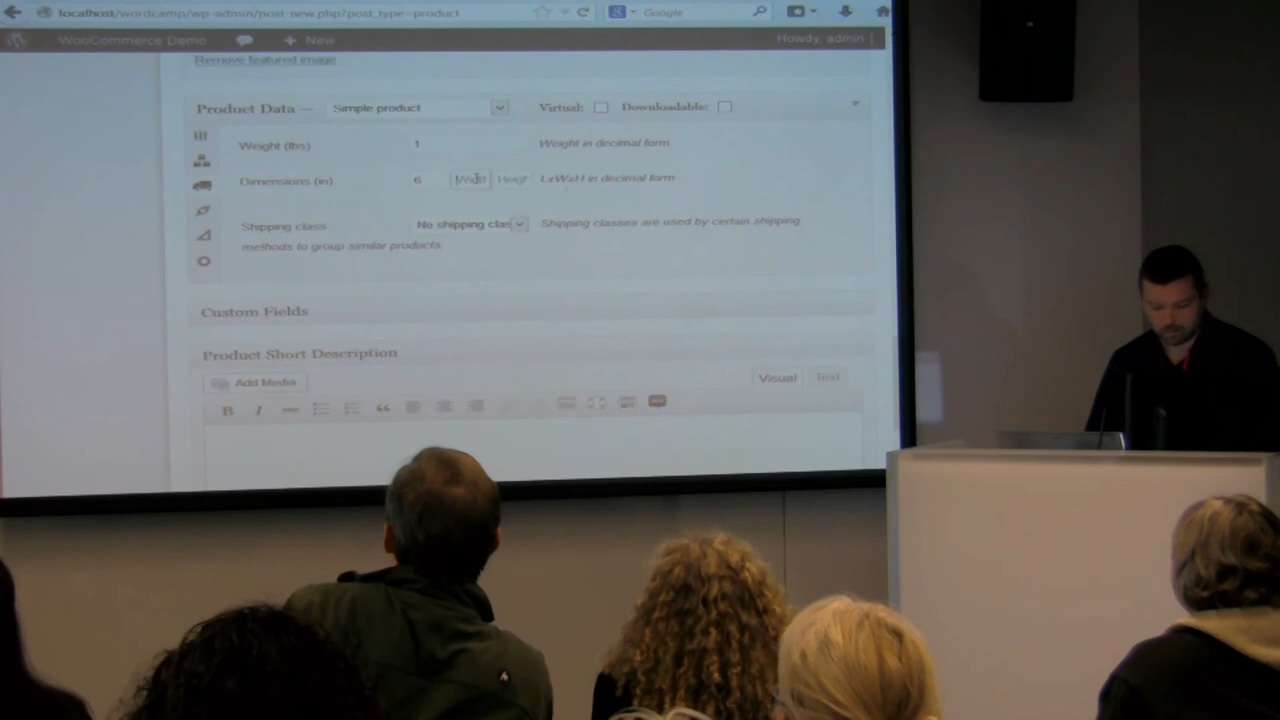 localhost/wordcamp/wp-admin/post-new.php?post_type=product
Google
WooCommerce Demo
New
Howdy, admin
Remove featured image
Product Data — Simple product Virtual: Downloadable:
Weight (lbs) 1 Weight in decimal form
Dimensions (in) 6 Width Heigh LxWxH in decimal form
Shipping class No shipping clas Shipping classes are used by certain shipping
methods to group similar products.
Custom Fields
Product Short Description
Add Media Visual Text
B I ABC